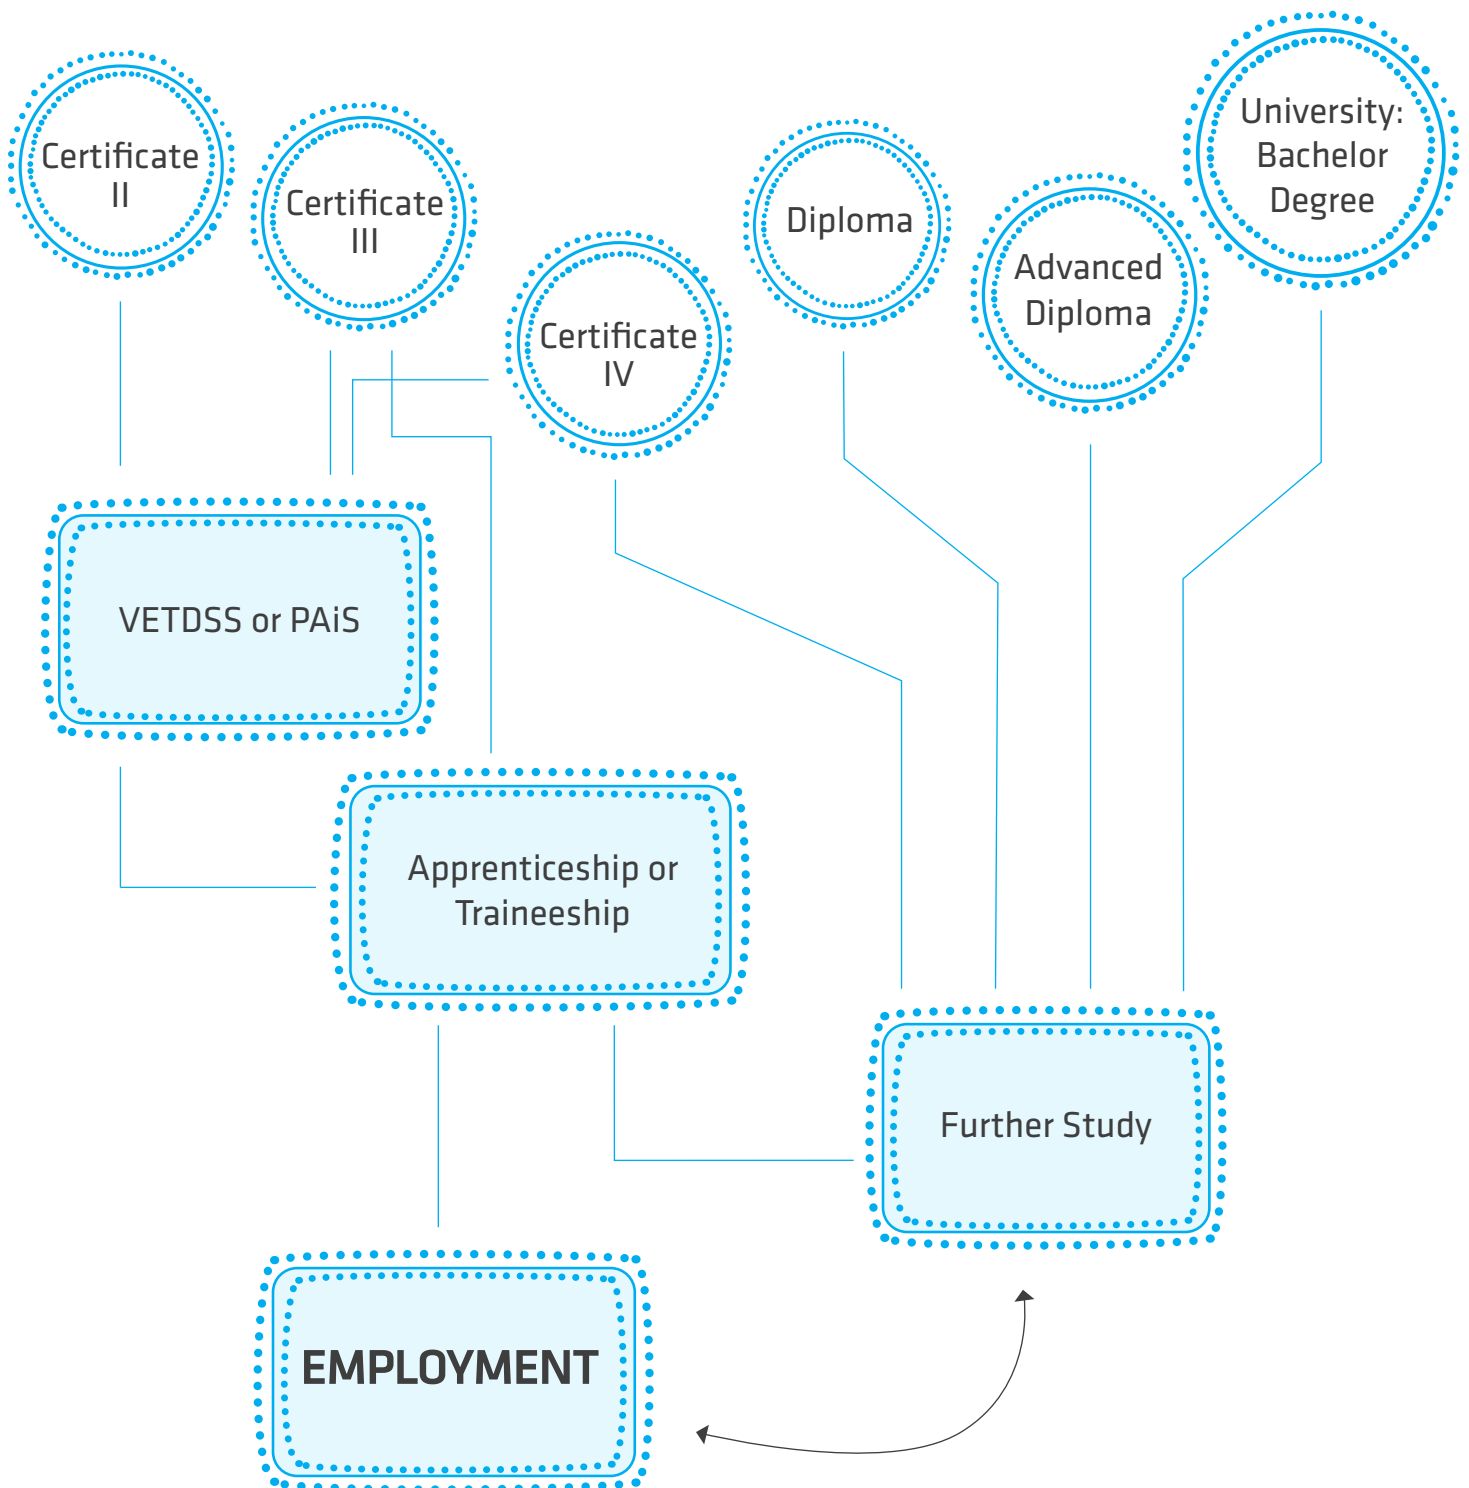 Certificate
II
Certificate
III
Certificate
IV
Diploma
Advanced
Diploma
University:
Bachelor
Degree
VETDSS or PAiS
Apprenticeship or
Traineeship
Further Study
EMPLOYMENT